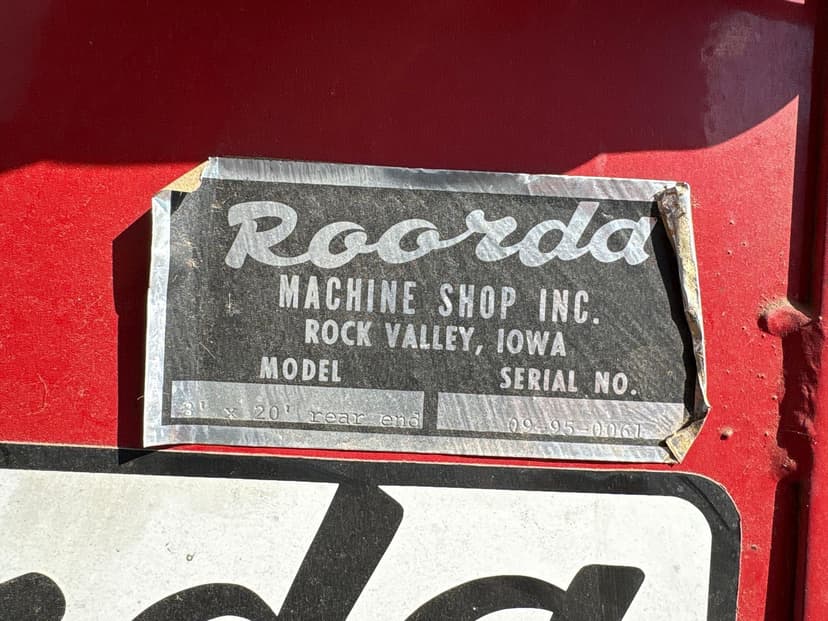 Roorda
MACHINE SHOP INC.
ROCK VALLEY, IOWA
MODEL SERIAL NO.
8' x 20' rear end 09-95-0061